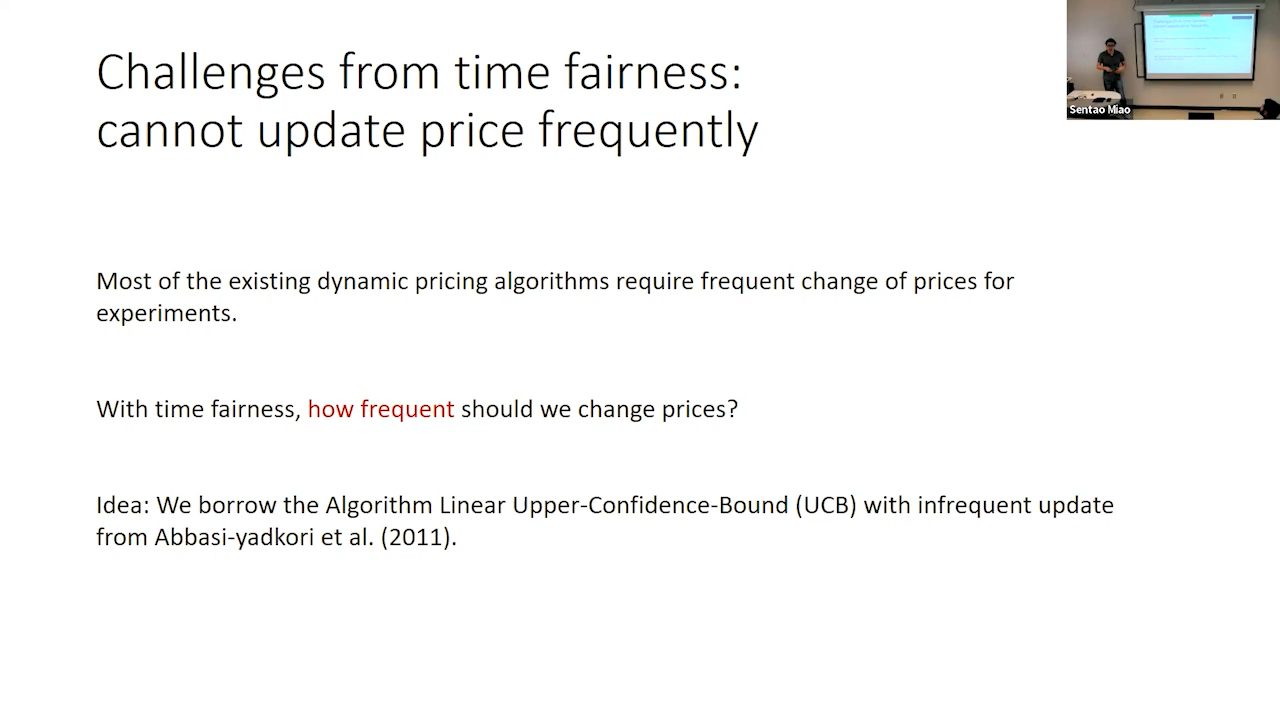 Challenges from time fairness:
cannot update price frequently
Sentao Miao
Most of the existing dynamic pricing algorithms require frequent change of prices for
experiments.
With time fairness, how frequent should we change prices?
Idea: We borrow the Algorithm Linear Upper-Confidence-Bound (UCB) with infrequent update
from Abbasi-yadkori et al. (2011).